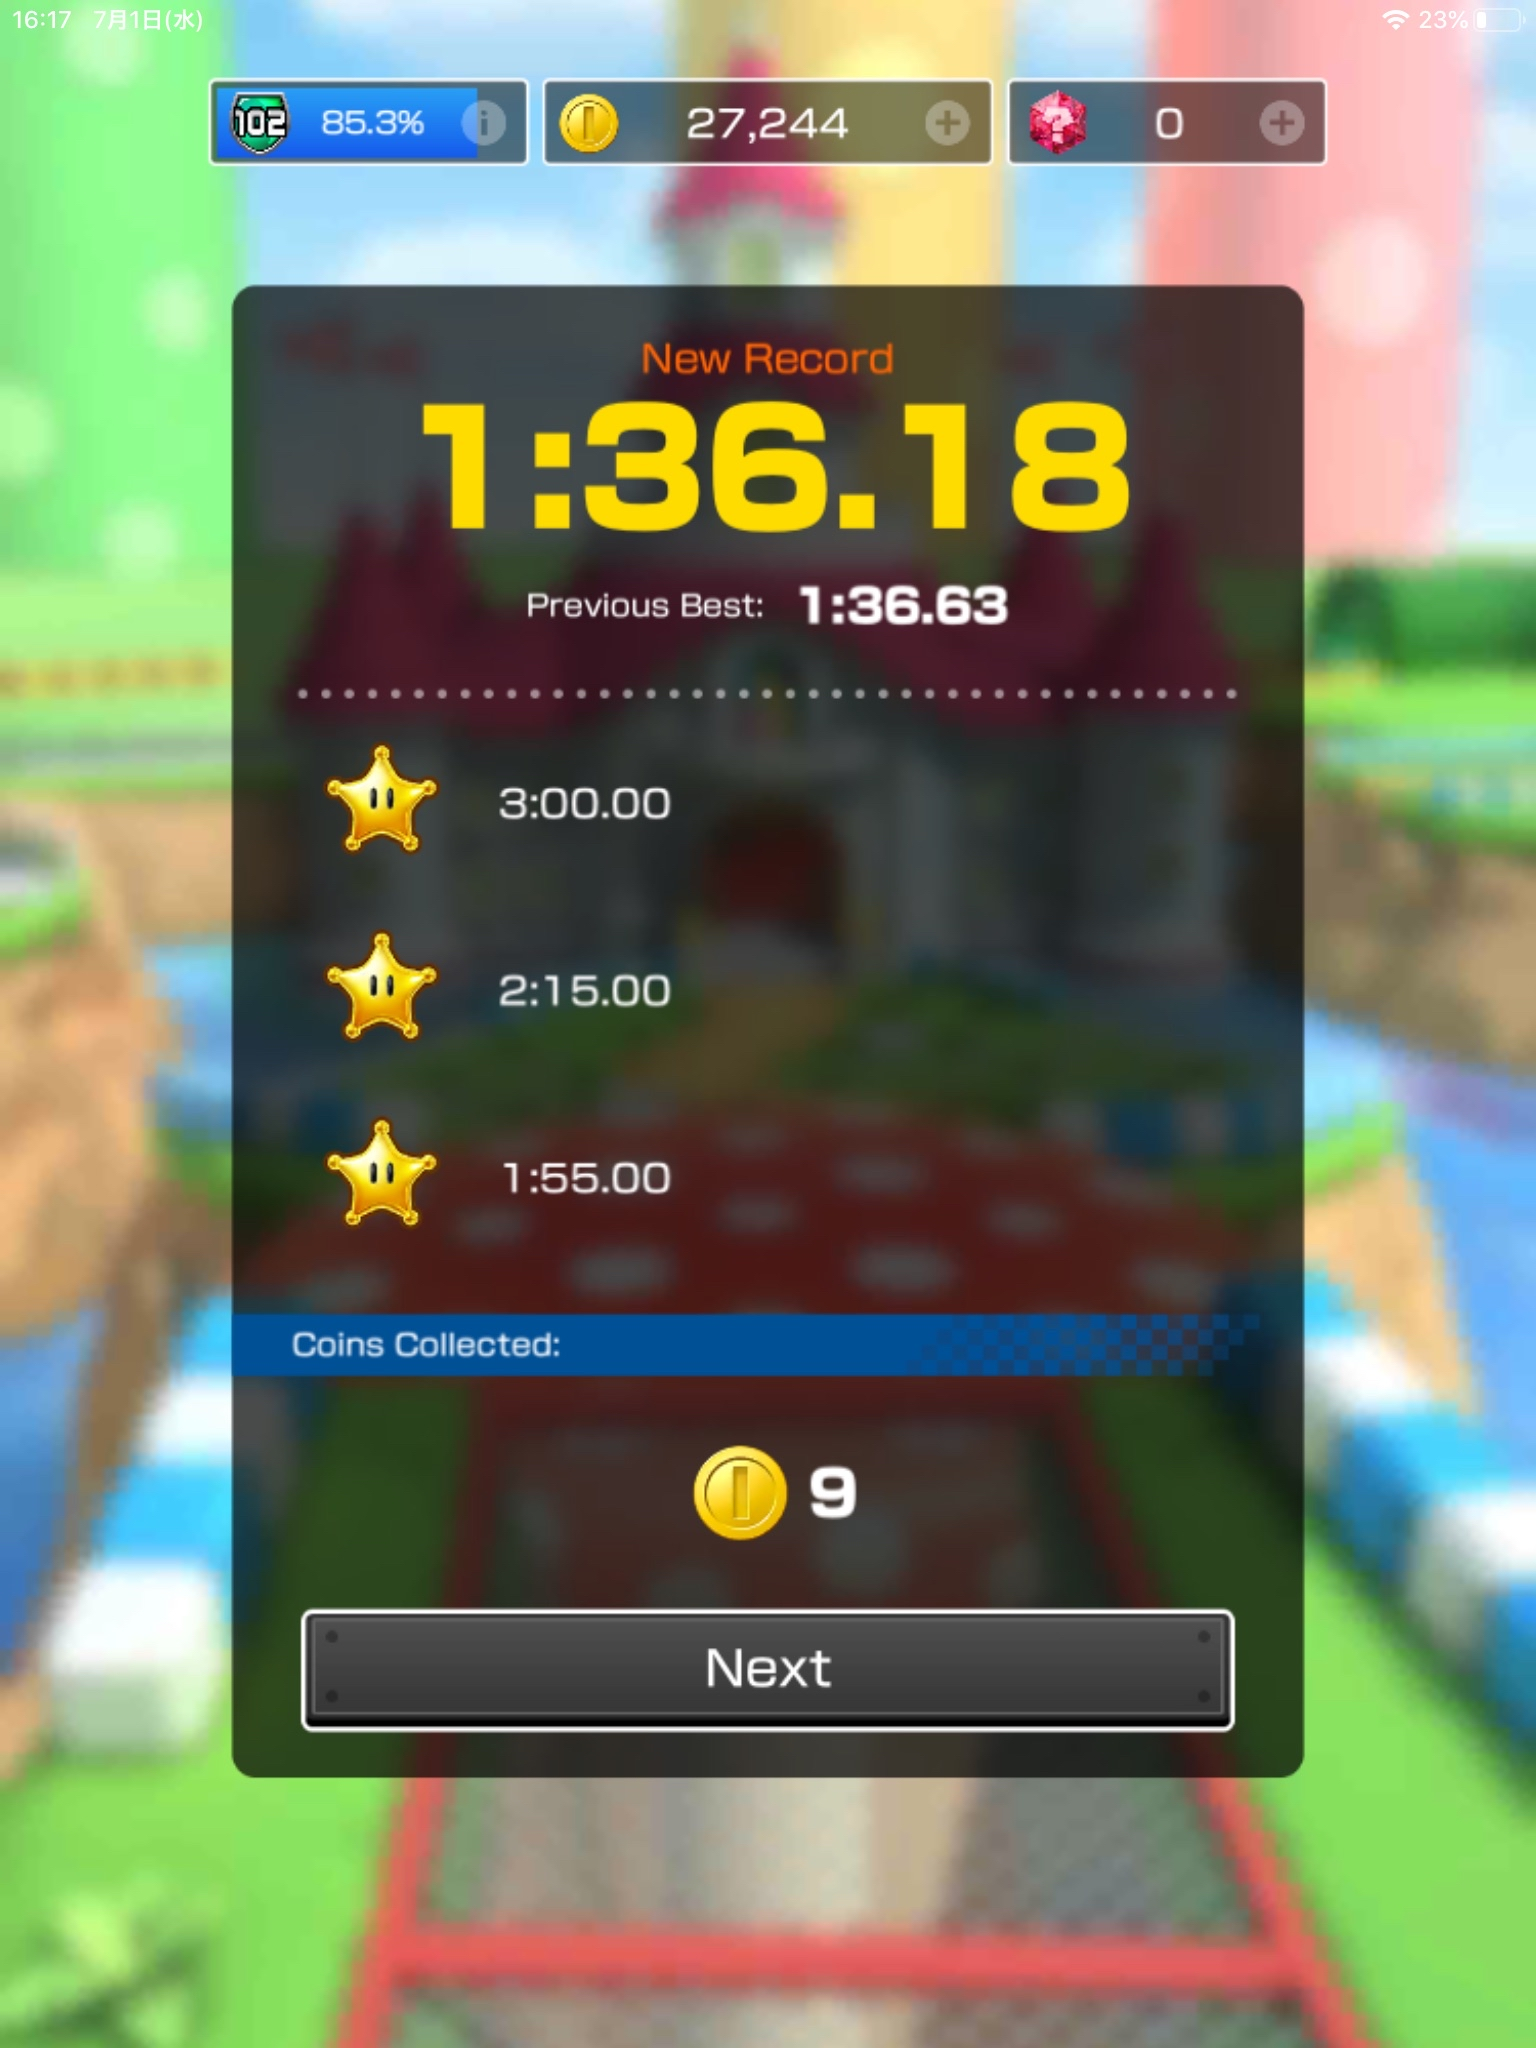 16:17 7月1日(水) 23%
102 85.3% i 27,244 + ? 0 +
New Record
1:36.18
Previous Best: 1:36.63
3:00.00
2:15.00
1:55.00
Coins Collected:
9
Next